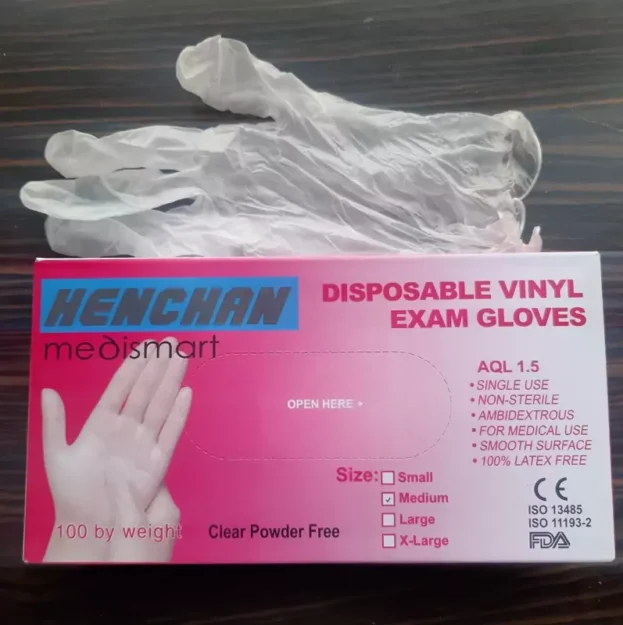 HENCHAN
medismart
DISPOSABLE VINYL
EXAM GLOVES
AQL 1.5
• SINGLE USE
• NON-STERILE
• AMBIDEXTROUS
• FOR MEDICAL USE
• SMOOTH SURFACE
• 100% LATEX FREE
OPEN HERE
Size: Small
Medium
Large
X-Large
CE
ISO 13485
ISO 11193-2
FDA
100 by weight
Clear Powder Free